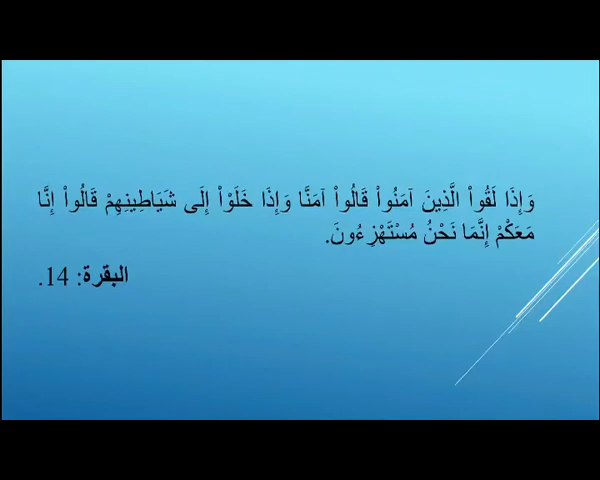 وَإِذَا لَقُواْ الَّذِينَ آمَنُواْ قَالُواْ آمَنَّا وَإِذَا خَلَوْاْ إِلَى شَيَاطِينِهِمْ قَالُواْ إِنَّا
مَعَكُمْ إِنَّمَا نَحْنُ مُسْتَهْزِءُونَ.
البقرة: 14.